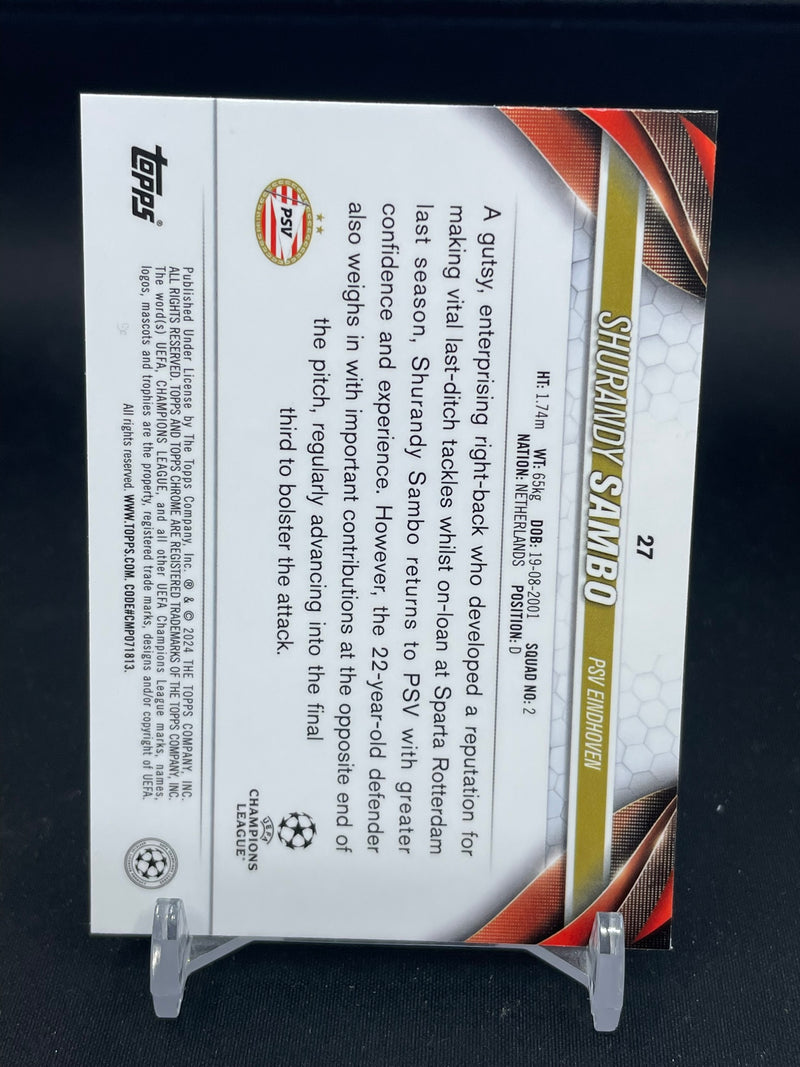 27
SHURANDY SAMBO PSV EINDHOVEN
HT: 1.74m WT: 65kg DOB: 19-08-2001 SQUAD NO: 2
NATION: NETHERLANDS POSITION: D
A gutsy, enterprising right-back who developed a reputation for
making vital last-ditch tackles whilst on-loan at Sparta Rotterdam
last season, Shurandy Sambo returns to PSV with greater
confidence and experience. However, the 22-year-old defender
also weighs in with important contributions at the opposite end of
the pitch, regularly advancing into the final
third to bolster the attack.
PSV
UEFA
CHAMPIONS
LEAGUE®
topps®
Published Under License by The Topps Company, Inc. ® & © 2024 THE TOPPS COMPANY, INC.
ALL RIGHTS RESERVED. TOPPS AND TOPPS CHROME ARE REGISTERED TRADEMARKS OF THE TOPPS COMPANY, INC.
The word(s) UEFA, CHAMPIONS LEAGUE, and all other UEFA Champions League marks, names,
logos, mascots and trophies are the property, registered trade marks, designs and/or copyright of UEFA.
All rights reserved. WWW.TOPPS.COM. CODE#CMP071813.